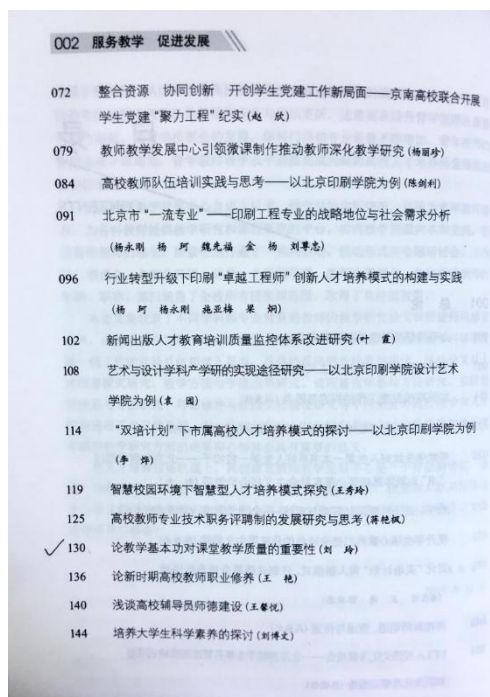 002 服务教学 促进发展
072 整合资源 协同创新 开创学生党建工作新局面——京南高校联合开展
学生党建“聚力工程”纪实(赵 欣)
079 教师教学发展中心引领微课制作推动教师深化教学研究(杨丽珍)
084 高校教师队伍培训实践与思考——以北京印刷学院为例(陈剑利)
091 北京市“一流专业”——印刷工程专业的战略地位与社会需求分析
(杨永刚 杨 珂 魏先福 金 杨 刘尊忠)
096 行业转型升级下印刷“卓越工程师”创新人才培养模式的构建与实践
(杨 珂 杨永刚 施亚梅 梁 炯)
102 新闻出版人才教育培训质量监控体系改进研究(叶 霞)
108 艺术与设计学科产学研的实现途径研究——以北京印刷学院设计艺术
学院为例(袁 园)
114 “双培计划”下市属高校人才培养模式的探讨——以北京印刷学院为例
(李 烨)
119 智慧校园环境下智慧型人才培养模式探究(王秀玲)
125 高校教师专业技术职务评聘制的发展研究与思考(蒋艳枫)
130 论教学基本功对课堂教学质量的重要性(刘 玲)
136 论新时期高校教师职业修养(王 艳)
140 浅谈高校辅导员师德建设(王馨悦)
144 培养大学生科学素养的探讨(刘博文)